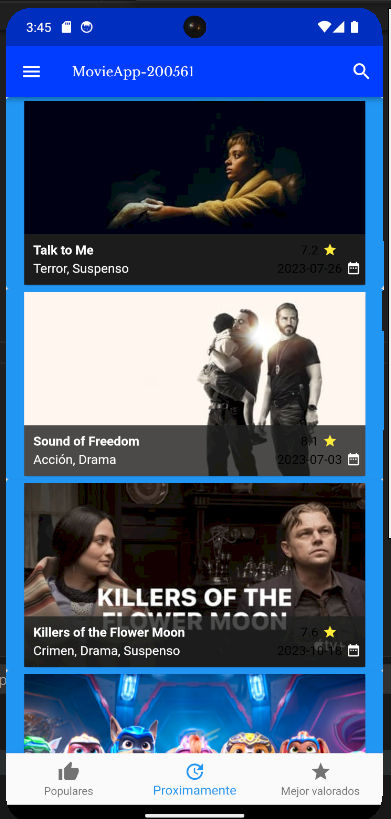 3:45
MovieApp-200561
Talk to Me
7.2
Terror, Suspenso
2023-07-26
Sound of Freedom
8.1
Acción, Drama
2023-07-03
KILLERS OF THE
FLOWER MOON
Killers of the Flower Moon
7.6
Crimen, Drama, Suspenso
2023-10-18
Populares
Proximamente
Mejor valorados